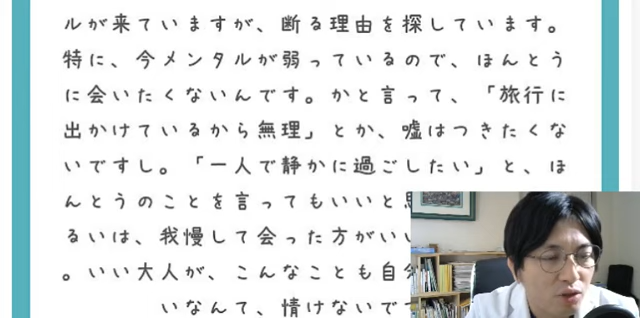 ルが来ていますが、断る理由を探しています。
特に、今メンタルが弱っているので、ほんとう
に会いたくないんです。かと言って、「旅行に
出かけているから無理」とか、嘘はつきたくな
いですし。「一人で静かに過ごしたい」と、ほ
んとうのことを言ってもいいと
るいは、我慢して会った方がい
。いい大人が、こんなことも自
いなんて、情けないで